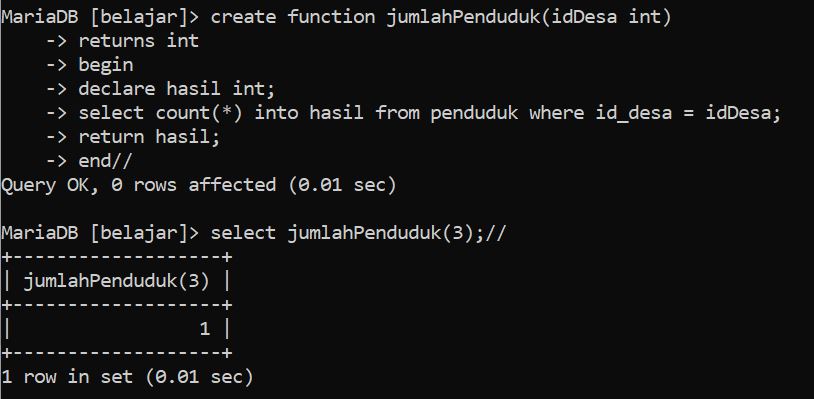 MariaDB [belajar]> create function jumlahPenduduk(idDesa int)
    -> returns int
    -> begin
    -> declare hasil int;
    -> select count(*) into hasil from penduduk where id_desa = idDesa;
    -> return hasil;
    -> end//
Query OK, 0 rows affected (0.01 sec)

MariaDB [belajar]> select jumlahPenduduk(3);//
+-------------------+
| jumlahPenduduk(3) |
+-------------------+
|                 1 |
+-------------------+
1 row in set (0.01 sec)